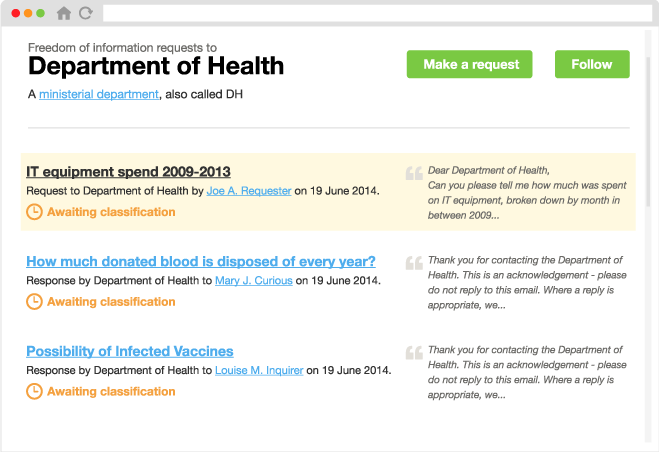 Freedom of information requests to
Department of Health
Make a request
Follow
A ministerial department, also called DH
IT equipment spend 2009-2013
Request to Department of Health by Joe A. Requester on 19 June 2014.
Awaiting classification
Dear Department of Health,
Can you please tell me how much was spent
on IT equipment, broken down by month in
between 2009...
How much donated blood is disposed of every year?
Response by Department of Health to Mary J. Curious on 19 June 2014.
Awaiting classification
Thank you for contacting the Department of
Health. This is an acknowledgement - please
do not reply to this email. Where a reply is
appropriate, we...
Possibility of Infected Vaccines
Response by Department of Health to Louise M. Inquirer on 19 June 2014.
Awaiting classification
Thank you for contacting the Department of
Health. This is an acknowledgement - please
do not reply to this email. Where a reply is
appropriate, we...